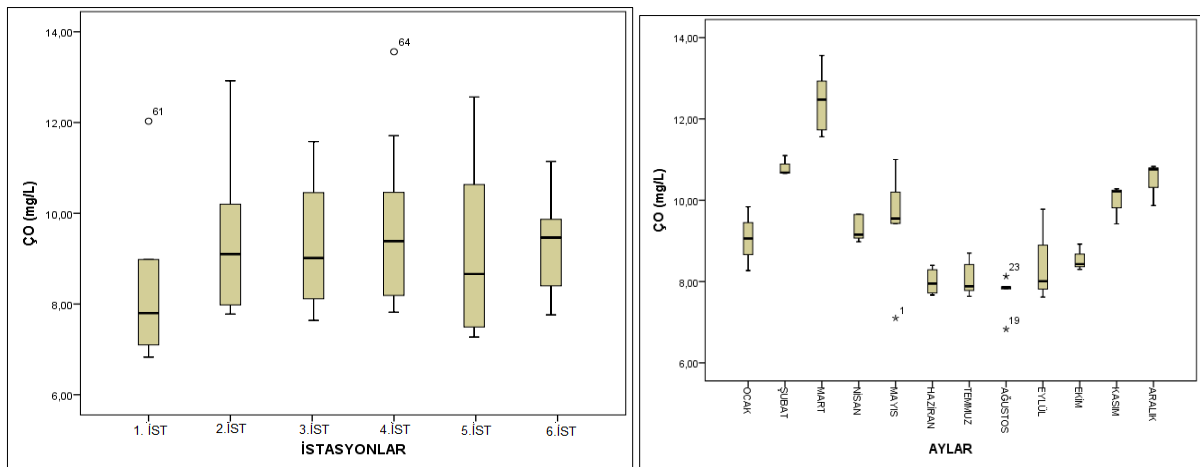 ÇO (mg/L)
14,00
12,00
10,00
8,00
6,00
61
64
1. İST
2.İST
3.İST
4.İST
5.İST
6.İST
İSTASYONLAR
ÇO (mg/L)
14,00
12,00
10,00
8,00
6,00
1
23
19
OCAK
ŞUBAT
MART
NİSAN
MAYIS
HAZİRAN
TEMMUZ
AĞUSTOS
EYLÜL
EKİM
KASIM
ARALIK
AYLAR